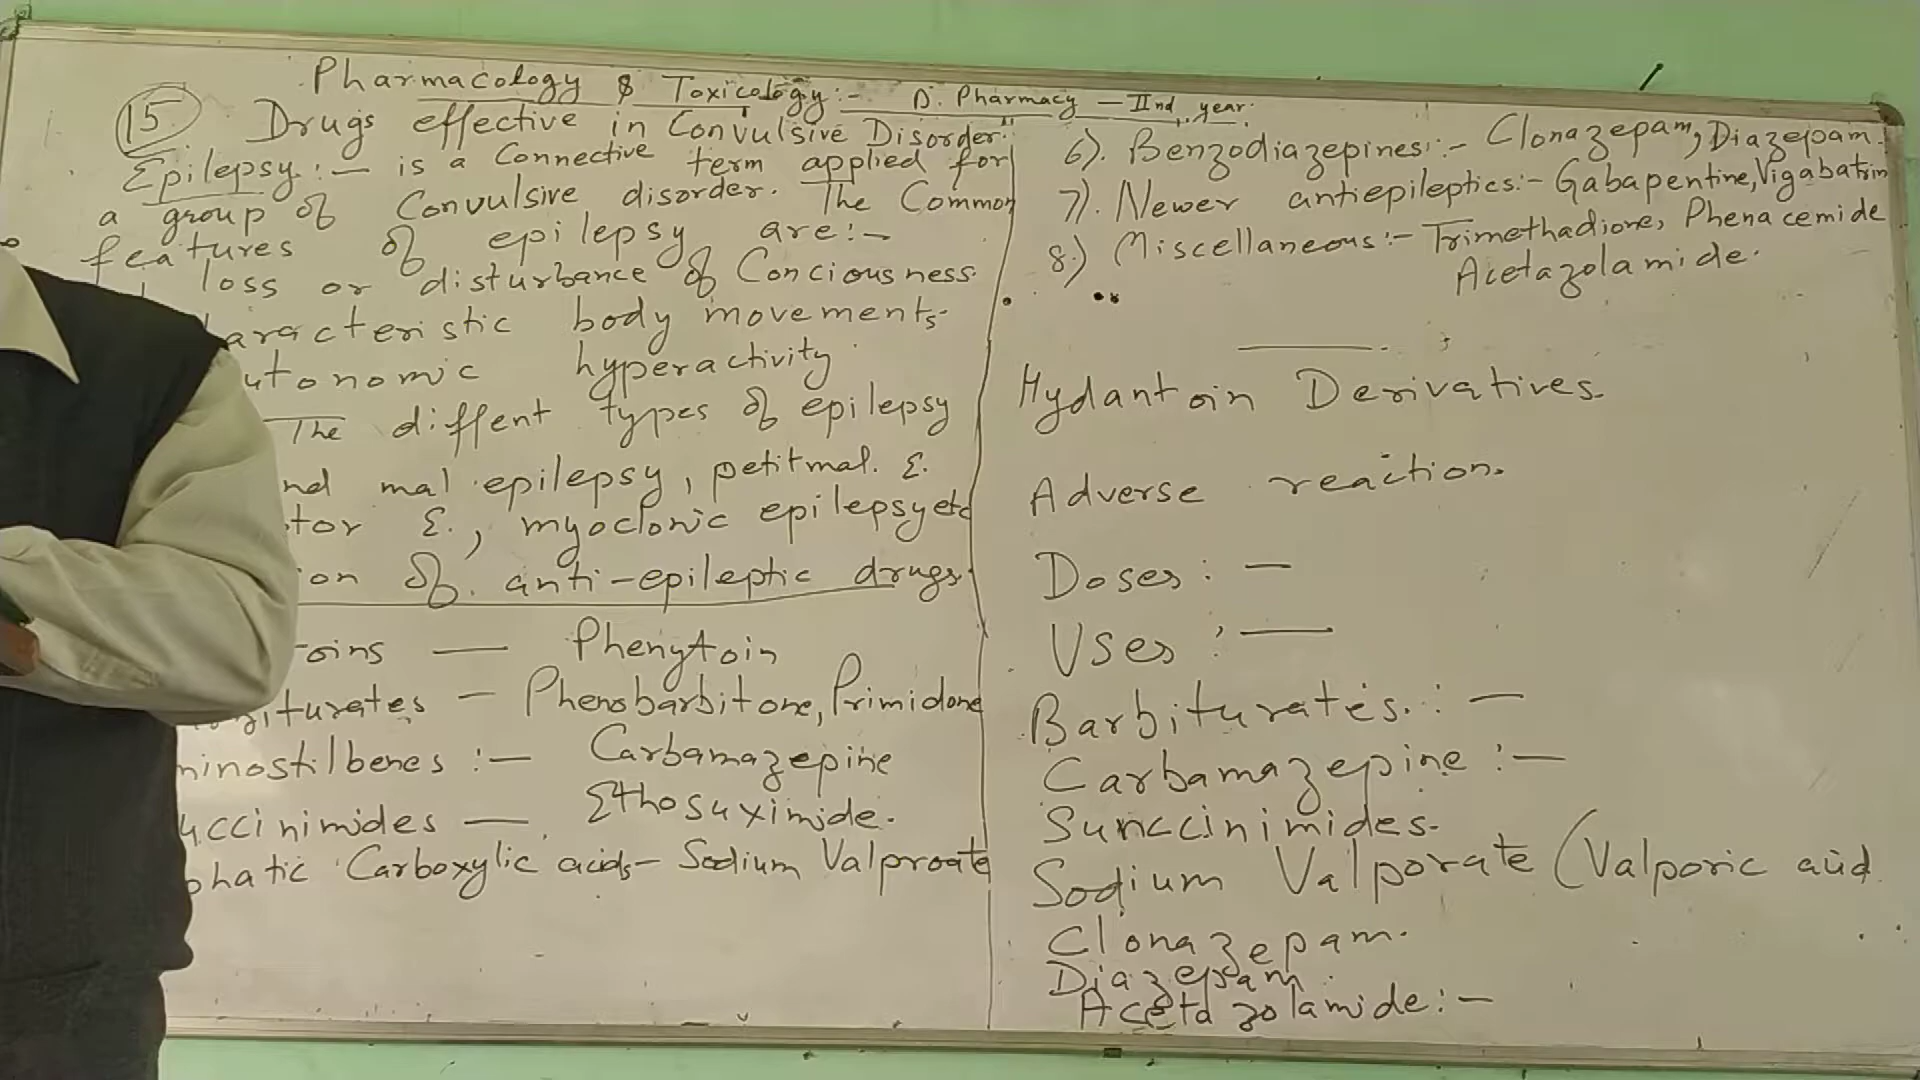 Pharmacology & Toxicology:- D. Pharmacy — IInd year.
15 Drugs effective in Convulsive Disorder:
Epilepsy:— is a Connective term applied for
a group of Convulsive disorder. The Common
features of epilepsy are:-
loss or disturbance of Conciousness
aracteristic body movements.
utonomic hyperactivity
The diffent types of epilepsy
nd mal epilepsy, petitmal. E.
tor E., myoclonic epilepsy etc
ion of anti-epileptic drugs.
oins — Phenytoin
iturates — Phenobarbitone, Primidone
minostilbenes :— Carbamazepine
uccinimides — Ethosuximide.
phatic Carboxylic acids— Sodium Valproate
6). Benzodiazepines:- Clonazepam, Diazepam.
7). Newer antiepileptics:- Gabapentine, Vigabatrin
8) Miscellaneous:- Trimethadione, Phenacemide
Acetazolamide.
Hydantoin Derivatives.
Adverse reaction.
Doses: —
Uses : —
Barbiturates.: —
Carbamazepine :—
Sunccinimides.
Sodium Valporate (Valporic acid
Clonazepam.
Diazepam.
Acetazolamide:—